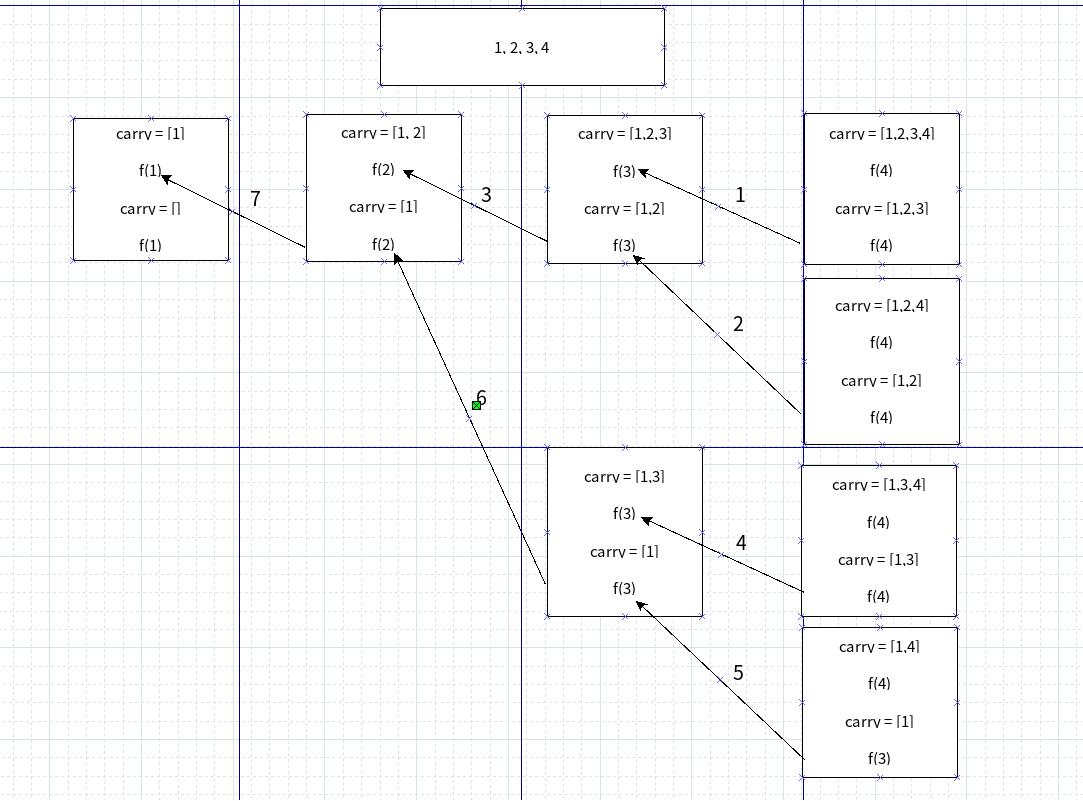 1, 2, 3, 4
carry = [1]
f(1)
carry = []
f(1)
7
carry = [1, 2]
f(2)
carry = [1]
f(2)
3
carry = [1,2,3]
f(3)
carry = [1,2]
f(3)
1
carry = [1,2,3,4]
f(4)
carry = [1,2,3]
f(4)
2
carry = [1,2,4]
f(4)
carry = [1,2]
f(4)
6
carry = [1,3]
f(3)
carry = [1]
f(3)
4
carry = [1,3,4]
f(4)
carry = [1,3]
f(4)
5
carry = [1,4]
f(4)
carry = [1]
f(3)